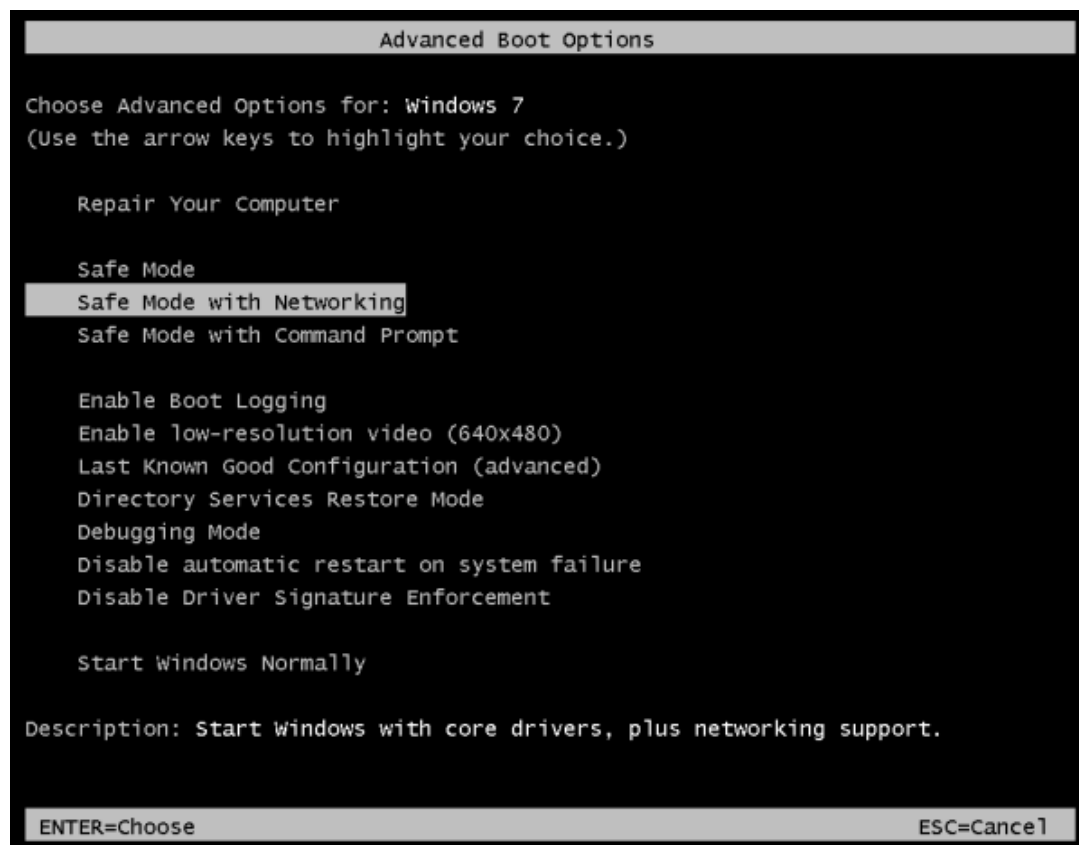 Advanced Boot Options
Choose Advanced Options for: Windows 7
(Use the arrow keys to highlight your choice.)
Repair Your Computer
Safe Mode
Safe Mode with Networking
Safe Mode with Command Prompt
Enable Boot Logging
Enable low-resolution video (640x480)
Last Known Good Configuration (advanced)
Directory Services Restore Mode
Debugging Mode
Disable automatic restart on system failure
Disable Driver Signature Enforcement
Start Windows Normally
Description: Start Windows with core drivers, plus networking support.
ENTER=Choose ESC=Cancel